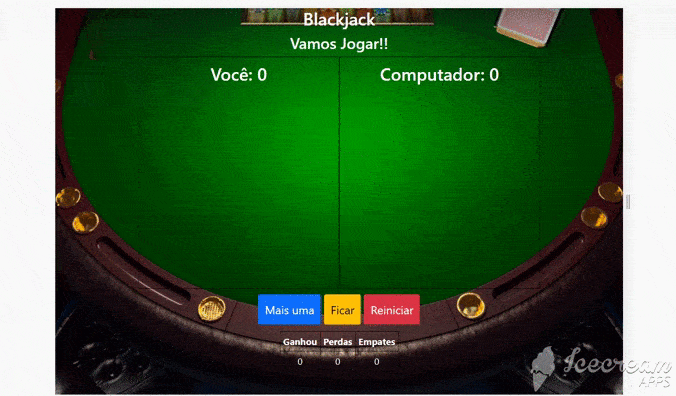 Blackjack
Vamos Jogar!!
Você: 0 Computador: 0
Mais uma Ficar Reiniciar
Ganhou Perdas Empates
0 0 0
Icecream
APPS